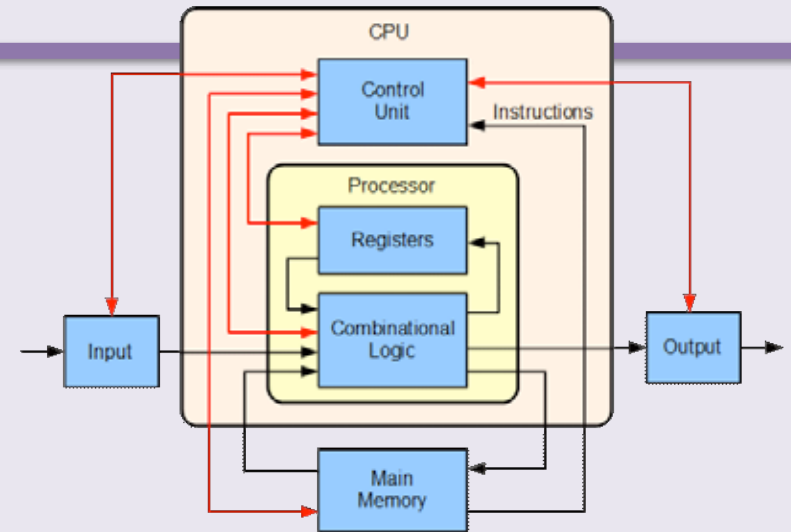 CPU
Control
Unit
Instructions
Processor
Registers
Combinational
Logic
Input
Output
Main
Memory